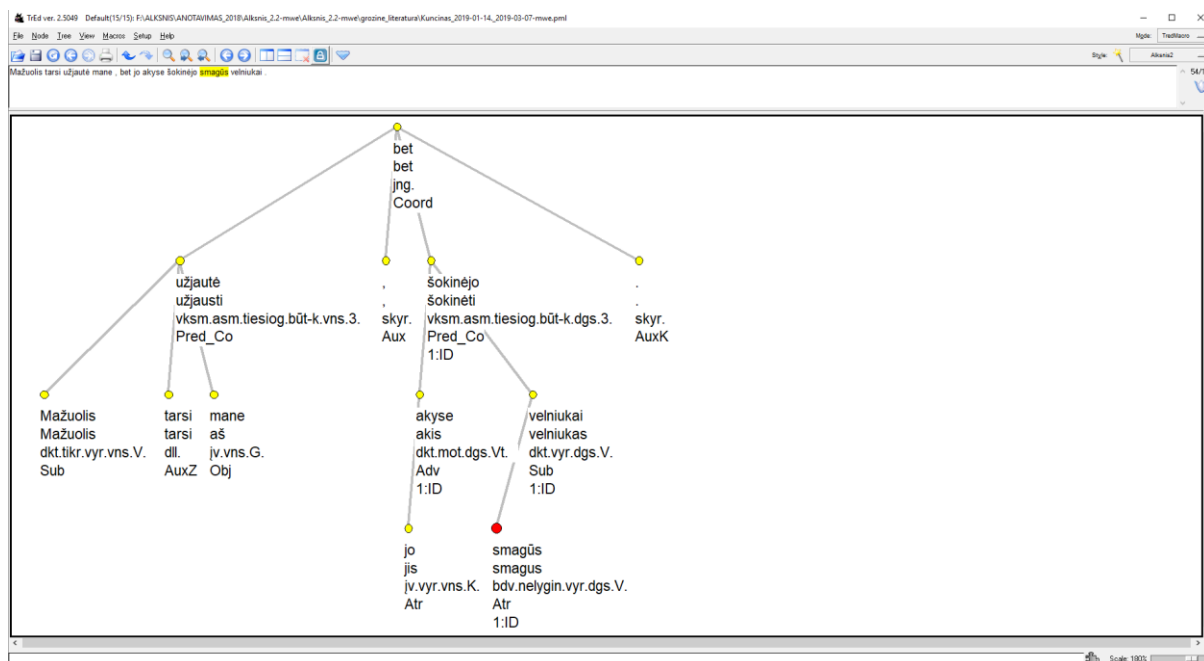 TrEd ver. 2.5049 Default(15/15): F:\ALKSNIS\ANOTAVIMAS_2018\Alksnis_2.2-mwe\Alksnis_2.2-mwe\grozine_literatura\Kuncinas_2019-01-14._2019-03-07-mwe.pml
File Node Tree View Macros Setup Help
Mode: TredMacro
Style: Alksnis2
Mažuolis tarsi užjautė mane , bet jo akyse šokinėjo smagūs velniukai .
54/1
bet
bet
jng.
Coord
užjautė
užjausti
vksm.asm.tiesiog.būt-k.vns.3.
Pred_Co
,
,
skyr.
Aux
šokinėjo
šokinėti
vksm.asm.tiesiog.būt-k.dgs.3.
Pred_Co
1:ID
.
.
skyr.
AuxK
Mažuolis
Mažuolis
dkt.tikr.vyr.vns.V.
Sub
tarsi
tarsi
dll.
AuxZ
mane
aš
įv.vns.G.
Obj
akyse
akis
dkt.mot.dgs.Vt.
Adv
1:ID
velniukai
velniukas
dkt.vyr.dgs.V.
Sub
1:ID
jo
jis
įv.vyr.vns.K.
Atr
smagūs
smagus
bdv.nelygin.vyr.dgs.V.
Atr
1:ID
Scale: 180%